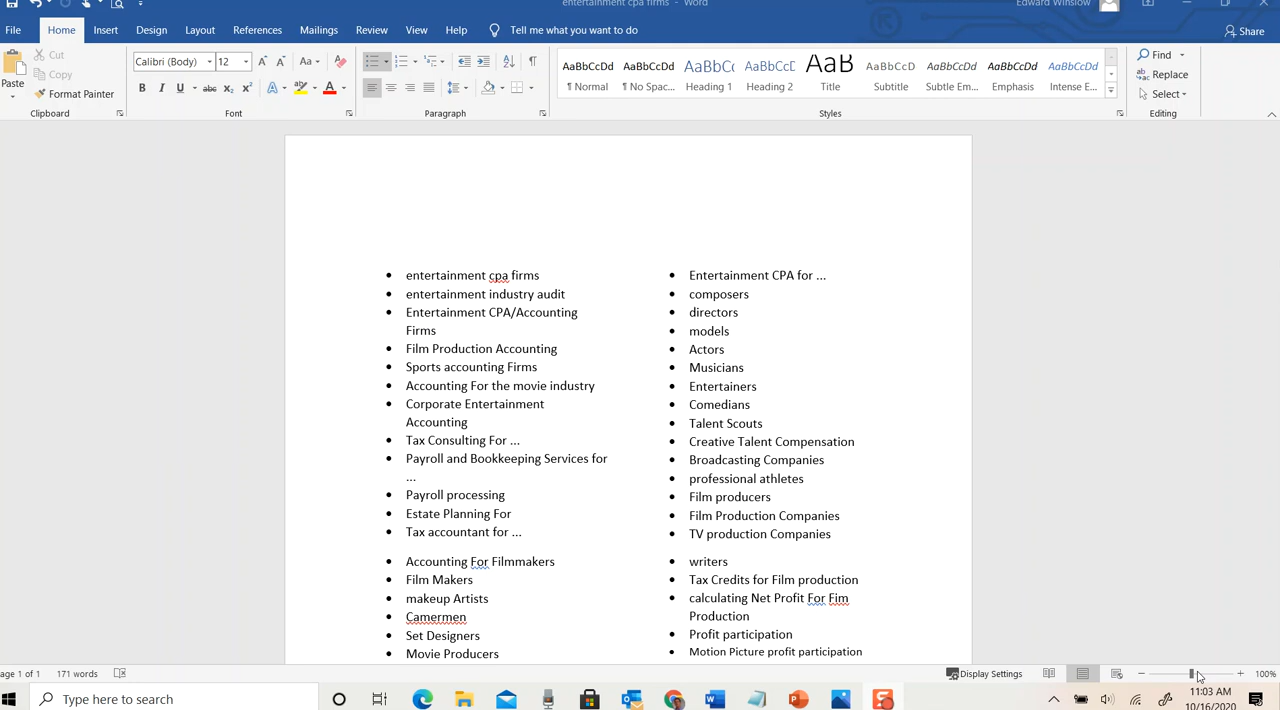 entertainment cpa firms - Word
Edward Winslow
File Home Insert Design Layout References Mailings Review View Help Tell me what you want to do Share
Paste
Cut
Copy
Format Painter
Clipboard
Calibri (Body) 12
Font
Paragraph
AaBbCcDd AaBbCcDd AaBbCc AaBbCcD AaB AaBbCcD AaBbCcDd AaBbCcDd AaBbCcDd
¶ Normal ¶ No Spac... Heading 1 Heading 2 Title Subtitle Subtle Em... Emphasis Intense E...
Styles
Find
Replace
Select
Editing
• entertainment cpa firms
• entertainment industry audit
• Entertainment CPA/Accounting
Firms
• Film Production Accounting
• Sports accounting Firms
• Accounting For the movie industry
• Corporate Entertainment
Accounting
• Tax Consulting For ...
• Payroll and Bookkeeping Services for
...
• Payroll processing
• Estate Planning For
• Tax accountant for ...
• Accounting For Filmmakers
• Film Makers
• makeup Artists
• Camermen
• Set Designers
• Movie Producers
• Entertainment CPA for ...
• composers
• directors
• models
• Actors
• Musicians
• Entertainers
• Comedians
• Talent Scouts
• Creative Talent Compensation
• Broadcasting Companies
• professional athletes
• Film producers
• Film Production Companies
• TV production Companies
• writers
• Tax Credits for Film production
• calculating Net Profit For Fim
Production
• Profit participation
• Motion Picture profit participation
age 1 of 1 171 words Display Settings 100%
Type here to search
11:03 AM
10/16/2020